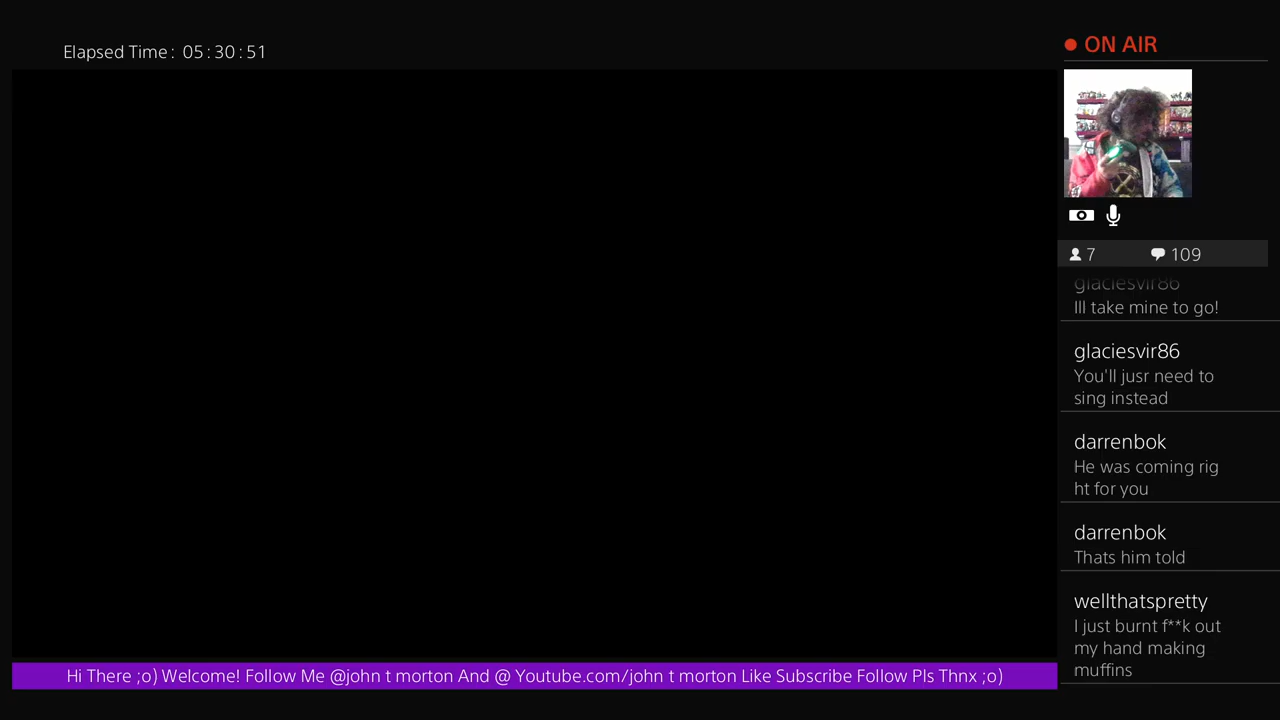 Elapsed Time: 05:30:51
ON AIR
7
109
glaciesvir86
Ill take mine to go!
glaciesvir86
You'll jusr need to
sing instead
darrenbok
He was coming rig
ht for you
darrenbok
Thats him told
wellthatspretty
I just burnt f**k out
my hand making
muffins
Hi There ;o) Welcome! Follow Me @john t morton And @ Youtube.com/john t morton Like Subscribe Follow Pls Thnx ;o)